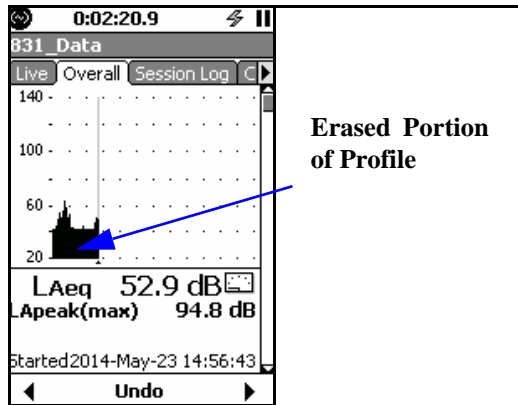 0:02:20.9
831_Data
Live Overall Session Log C
140
100
60
20
LAeq 52.9 dB
LApeak(max) 94.8 dB
Started2014-May-23 14:56:43
Undo
Erased Portion
of Profile